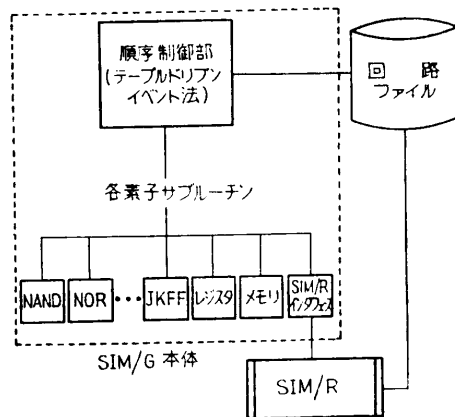 順序制御部
(テーブルドリブン
イベント法)
回路
ファイル
各素子サブルーチン
NAND
NOR
•••
JKFF
レジスタ
メモリ
SIM/R
インタフェス
SIM/G 本体
SIM/R